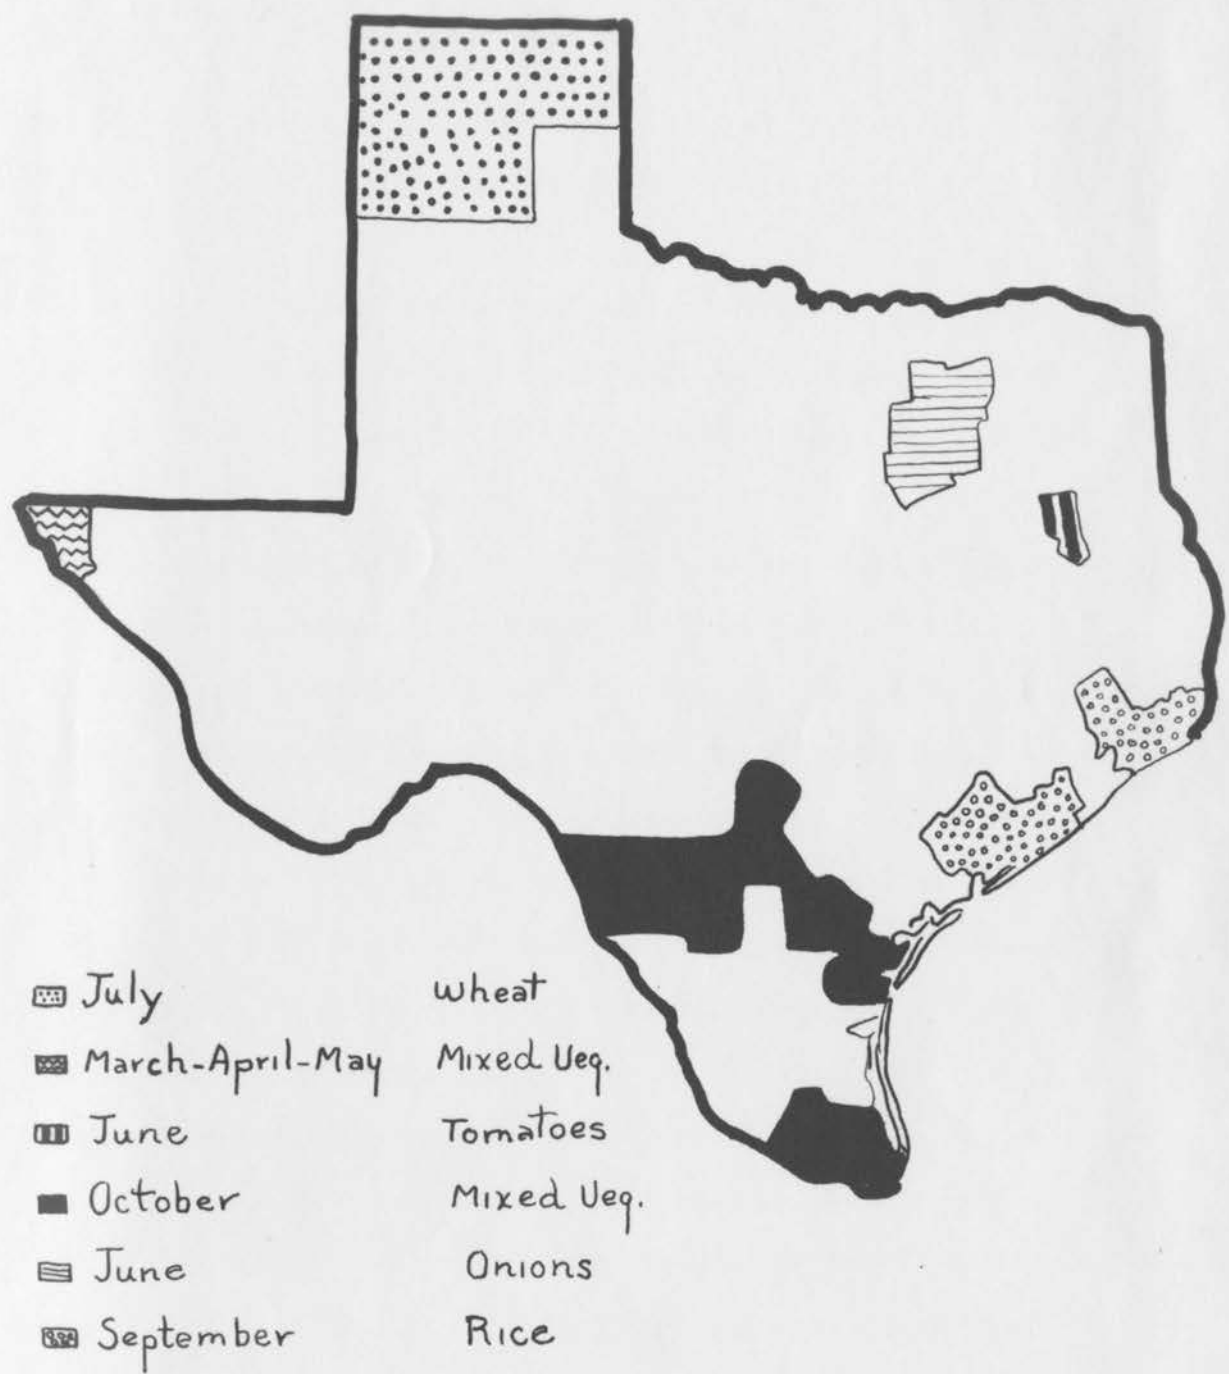 July Wheat
March-April-May Mixed Veg.
June Tomatoes
October Mixed Veg.
June Onions
September Rice